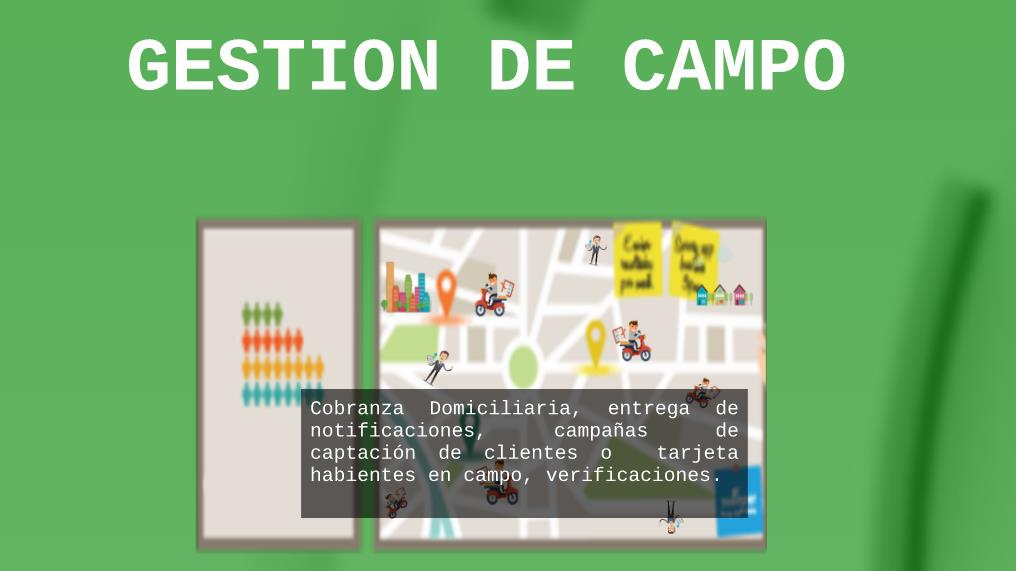 GESTION DE CAMPO
Cobranza Domiciliaria, entrega de
notificaciones, campañas de
captación de clientes o tarjeta
habientes en campo, verificaciones.